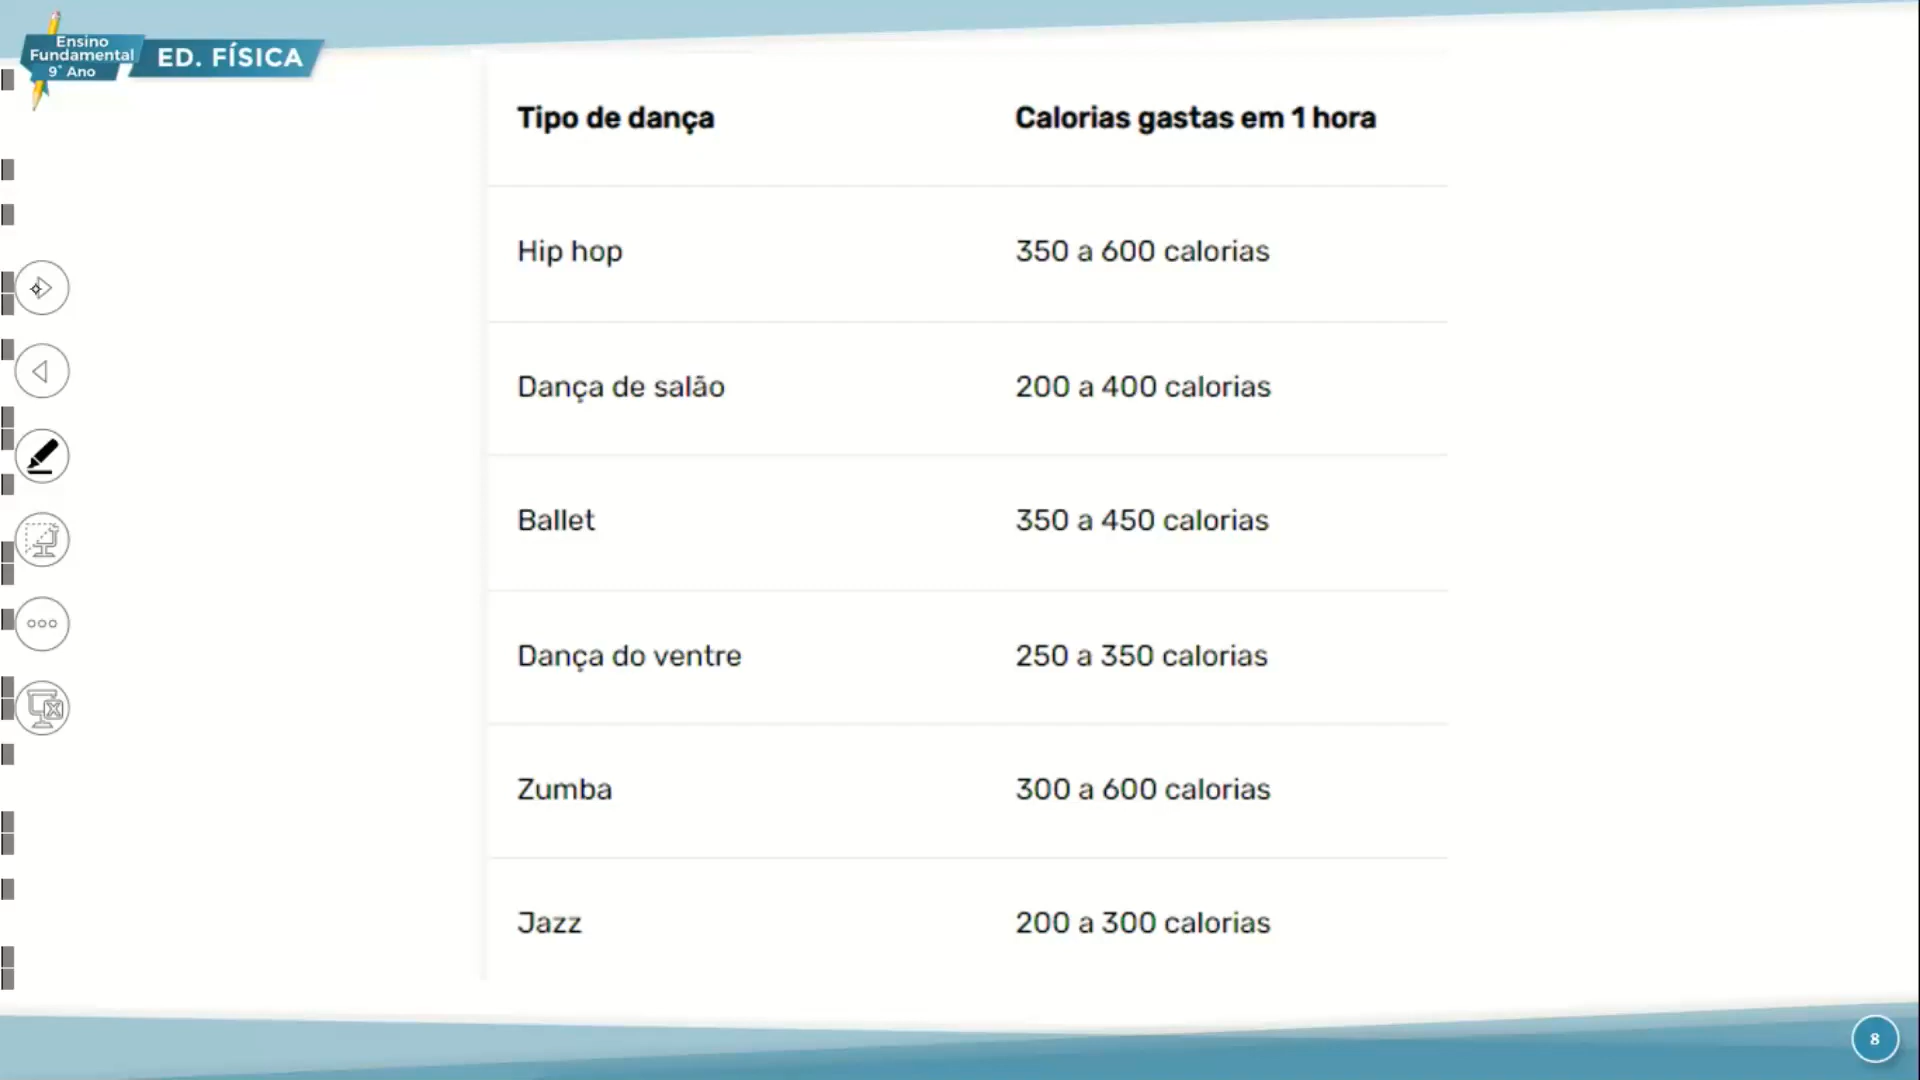 Ensino
Fundamental
9° Ano
ED. FÍSICA
Tipo de dança Calorias gastas em 1 hora
Hip hop 350 a 600 calorias
Dança de salão 200 a 400 calorias
Ballet 350 a 450 calorias
Dança do ventre 250 a 350 calorias
Zumba 300 a 600 calorias
Jazz 200 a 300 calorias
8